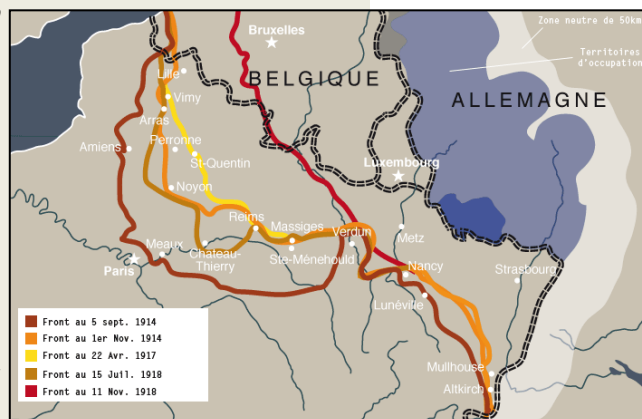 Zone neutre de 50km
Bruxelles
Territoires
d'occupation
Lille
BELGIQUE
ALLEMAGNE
Vimy
Arras
Amiens
Perronne
St-Quentin
Luxembourg
Noyon
Reims
Massiges
Verdun
Metz
Meaux
Chateau-
Thierry
Ste-Ménehould
Paris
Nancy
Strasbourg
Lunéville
Front au 5 sept. 1914
Front au 1er Nov. 1914
Front au 22 Avr. 1917
Front au 15 Juil. 1918
Front au 11 Nov. 1918
Mullhouse
Altkirch